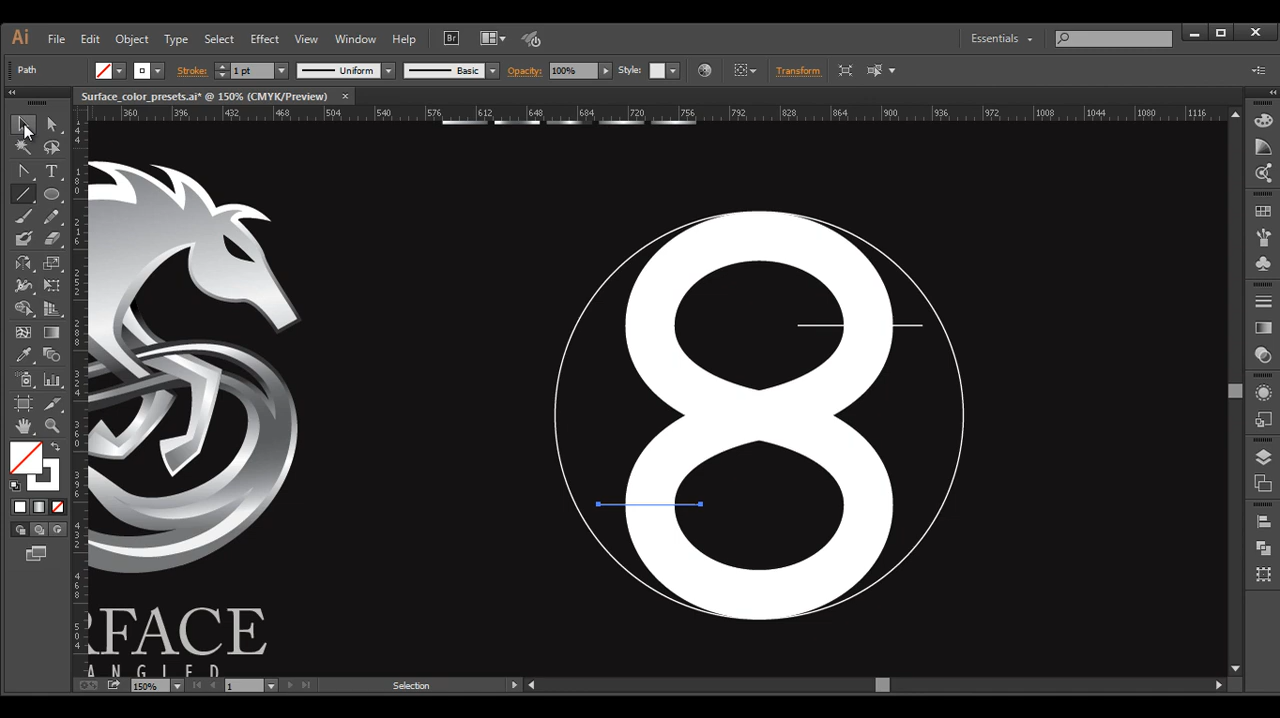 Ai File Edit Object Type Select Effect View Window Help Br Essentials
Path Stroke: 1 pt Uniform Basic Opacity: 100% Style: Transform
Surface_color_presets.ai* @ 150% (CMYK/Preview) ×
360 396 432 468 504 540 576 612 648 684 720 756 792 828 864 900 936 972 1008 1044 1080 1116
T
8
RFACE
ANGLED
150% 1 Selection